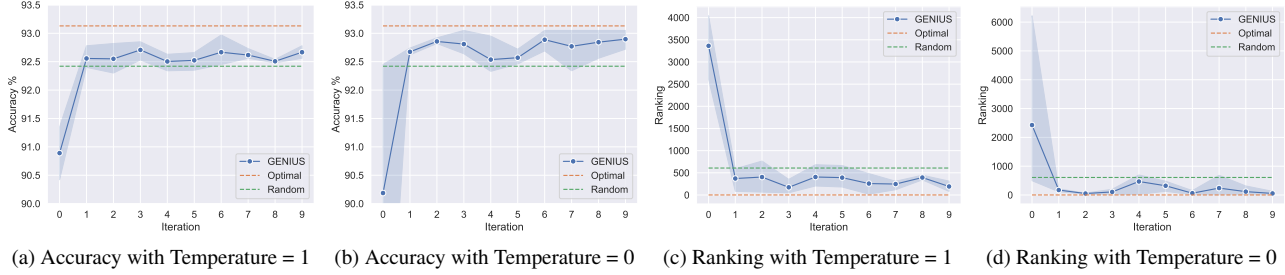 93.5
93.0
92.5
92.0
91.5
91.0
90.5
90.0
Accuracy %
GENIUS
Optimal
Random
0 1 2 3 4 5 6 7 8 9
Iteration
(a) Accuracy with Temperature = 1
93.5
93.0
92.5
92.0
91.5
91.0
90.5
90.0
Accuracy %
GENIUS
Optimal
Random
0 1 2 3 4 5 6 7 8 9
Iteration
(b) Accuracy with Temperature = 0
4000
3500
3000
2500
2000
1500
1000
500
0
Ranking
GENIUS
Optimal
Random
0 1 2 3 4 5 6 7 8 9
Iteration
(c) Ranking with Temperature = 1
6000
5000
4000
3000
2000
1000
0
Ranking
GENIUS
Optimal
Random
0 1 2 3 4 5 6 7 8 9
Iteration
(d) Ranking with Temperature = 0